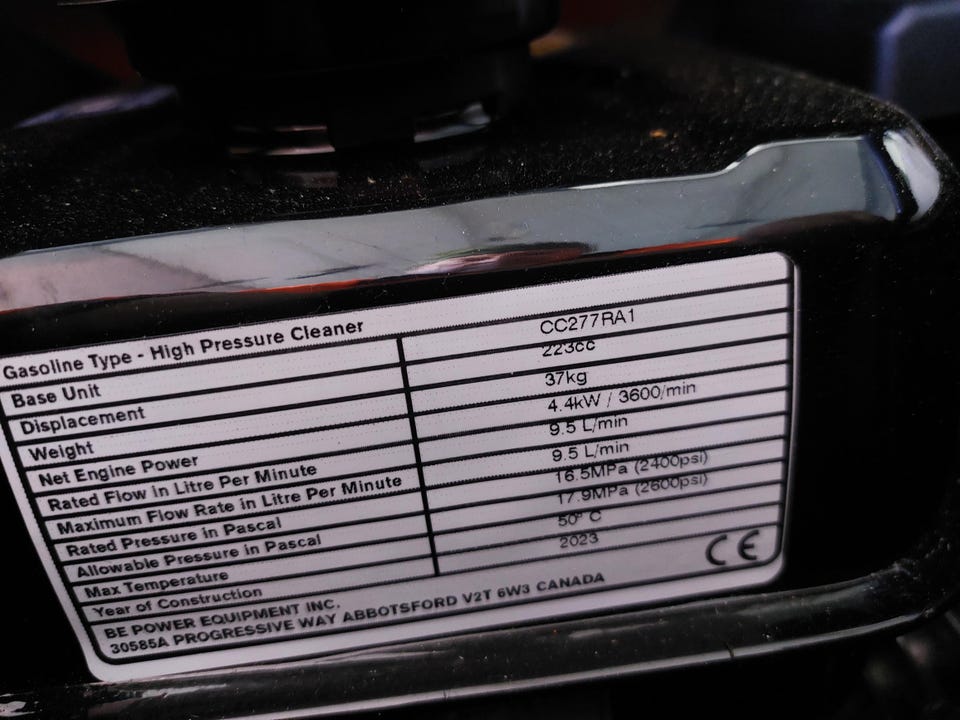 Gasoline Type - High Pressure Cleaner
Base Unit CC277RA1
Displacement 223cc
Weight 37kg
Net Engine Power 4.4kW / 3600/min
Rated Flow in Litre Per Minute 9.5 L/min
Maximum Flow Rate in Litre Per Minute 9.5 L/min
Rated Pressure in Pascal 16.5MPa (2400psi)
Allowable Pressure in Pascal 17.9MPa (2600psi)
Max Temperature 50° C
Year of Construction 2023
BE POWER EQUIPMENT INC.
30585A PROGRESSIVE WAY ABBOTSFORD V2T 6W3 CANADA
CE